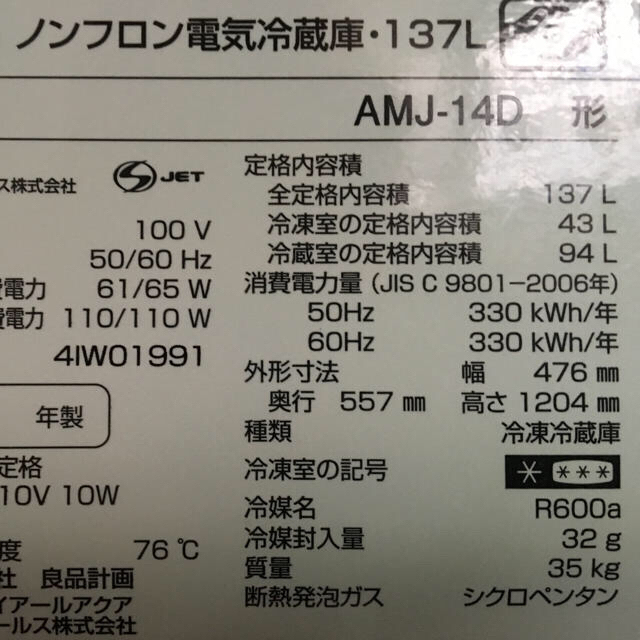 ノンフロン電気冷蔵庫・137L
AMJ-14D 形
ルス株式会社
JET
100 V
50/60 Hz
費電力 61/65 W
費電力 110/110 W
4IW01991
年製
定格
10V 10W
度 76 ℃
社 良品計画
イアールアクア
ールス株式会社
定格内容積
全定格内容積 137 L
冷凍室の定格内容積 43 L
冷蔵室の定格内容積 94 L
消費電力量 (JIS C 9801−2006年)
50Hz 330 kWh/年
60Hz 330 kWh/年
外形寸法 幅 476 ㎜
奥行 557 ㎜ 高さ 1204 ㎜
種類 冷凍冷蔵庫
冷凍室の記号 * ***
冷媒名 R600a
冷媒封入量 32 g
質量 35 kg
断熱発泡ガス シクロペンタン